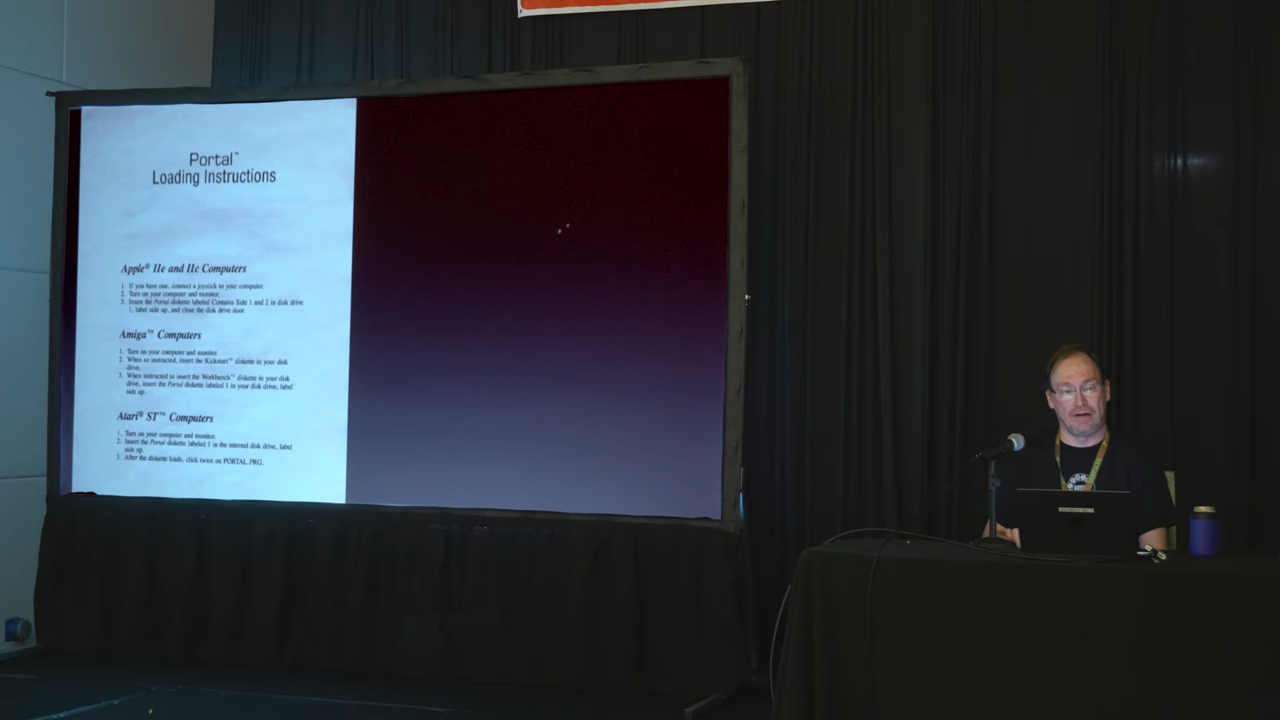 Portal™
Loading Instructions
Apple® IIe and IIc Computers
1. If you have one, connect a joystick to your computer.
2. Turn on your computer and monitor.
3. Insert the Portal diskette labeled Contains Side 1 and 2 in disk drive
1, label side up, and close the disk drive door.
Amiga™ Computers
1. Turn on your computer and monitor.
2. When so instructed, insert the Kickstart™ diskette in your disk
drive.
3. When instructed to insert the Workbench™ diskette in your disk
drive, insert the Portal diskette labeled 1 in your disk drive, label
side up.
Atari® ST™ Computers
1. Turn on your computer and monitor.
2. Insert the Portal diskette labeled 1 in the internal disk drive, label
side up.
3. After the diskette loads, click twice on PORTAL.PRG.